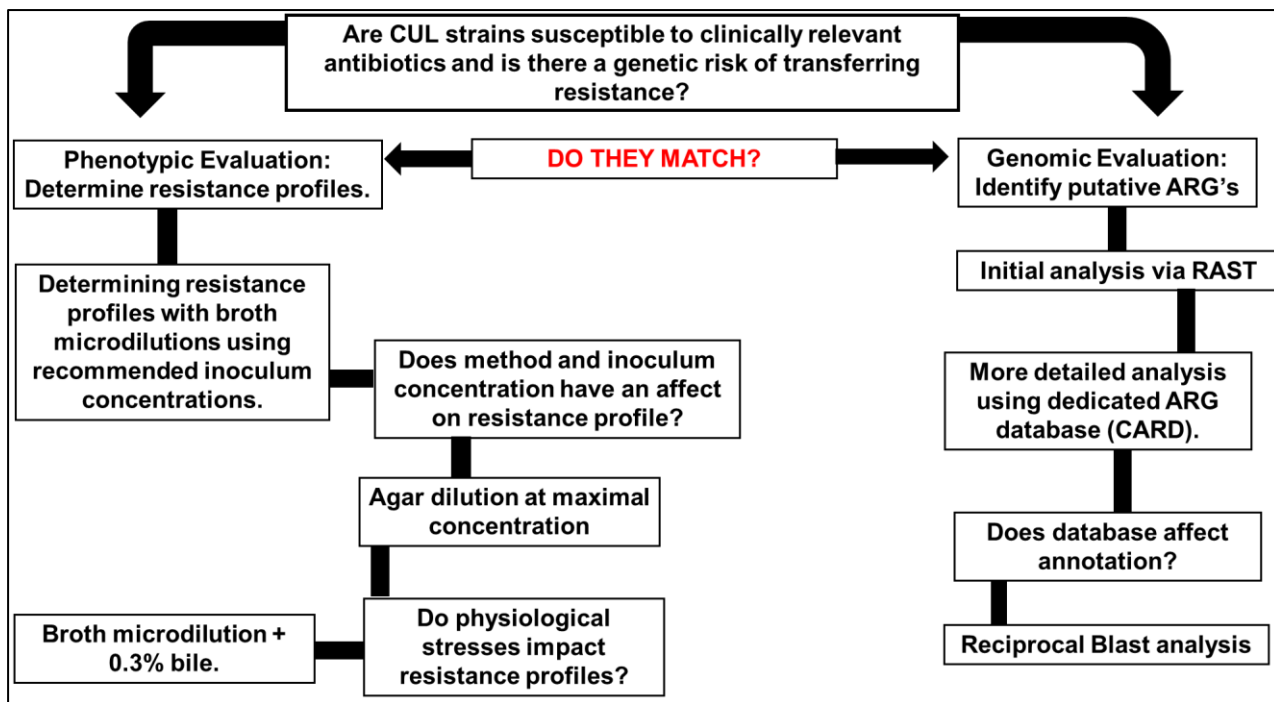 Are CUL strains susceptible to clinically relevant
antibiotics and is there a genetic risk of transferring
resistance?
Phenotypic Evaluation:
Determine resistance profiles.
DO THEY MATCH?
Genomic Evaluation:
Identify putative ARG's
Determining resistance
profiles with broth
microdilutions using
recommended inoculum
concentrations.
Does method and inoculum
concentration have an affect
on resistance profile?
Agar dilution at maximal
concentration
Do physiological
stresses impact
resistance profiles?
Broth microdilution +
0.3% bile.
Initial analysis via RAST
More detailed analysis
using dedicated ARG
database (CARD).
Does database affect
annotation?
Reciprocal Blast analysis